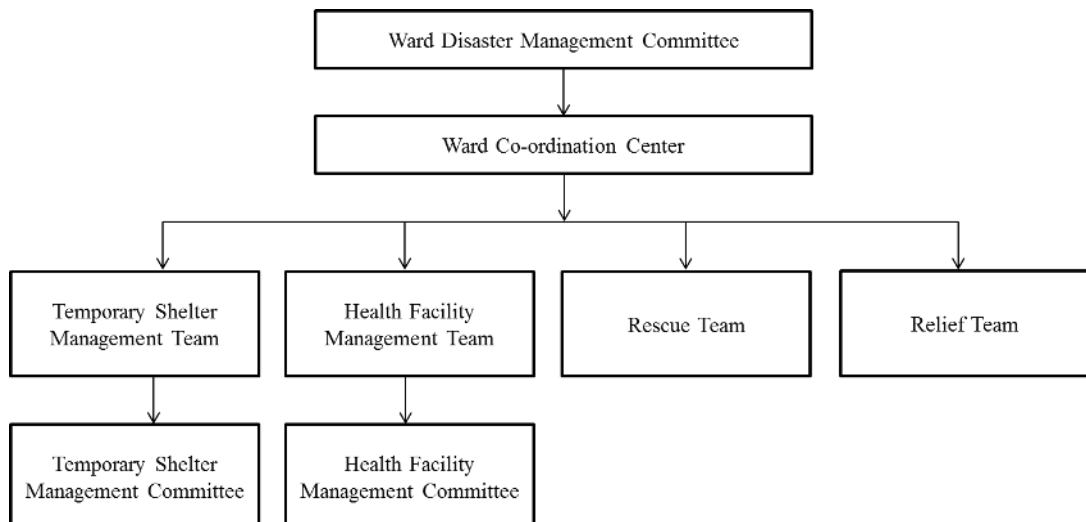 Ward Disaster Management Committee
Ward Co-ordination Center
Temporary Shelter
Management Team
Health Facility
Management Team
Rescue Team
Relief Team
Temporary Shelter
Management Committee
Health Facility
Management Committee